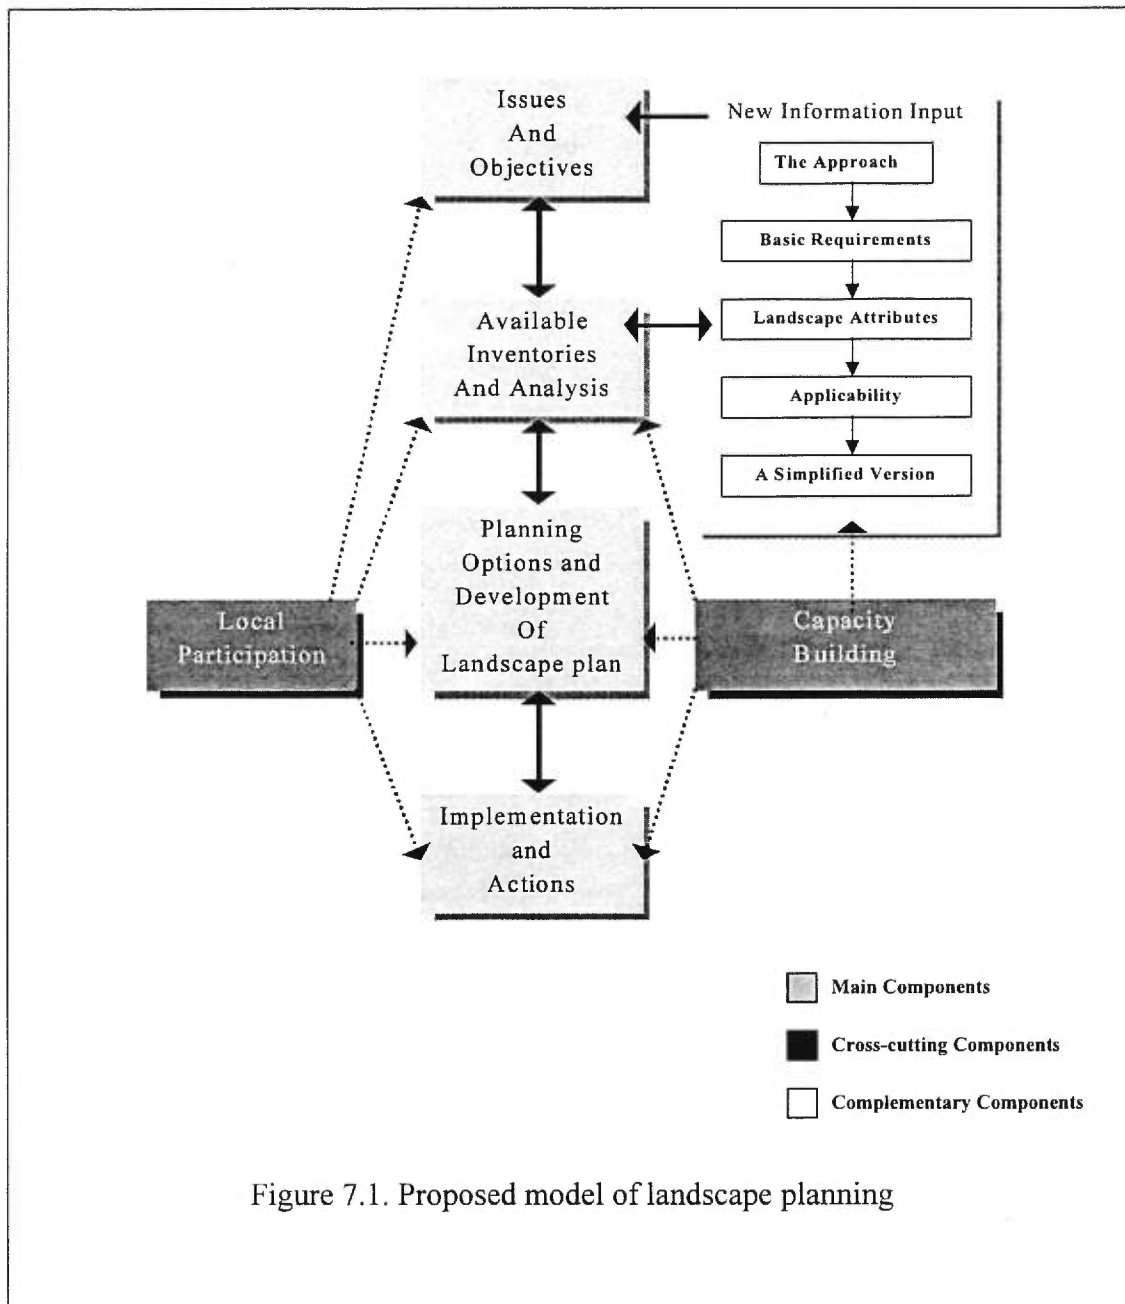 Issues
And
Objectives
New Information Input
The Approach
Basic Requirements
Available
Inventories
And Analysis
Landscape Attributes
Applicability
A Simplified Version
Planning
Options and
Development
Of
Landscape plan
Local
Participation
Capacity
Building
Implementation
and
Actions
Main Components
Cross-cutting Components
Complementary Components
Figure 7.1. Proposed model of landscape planning